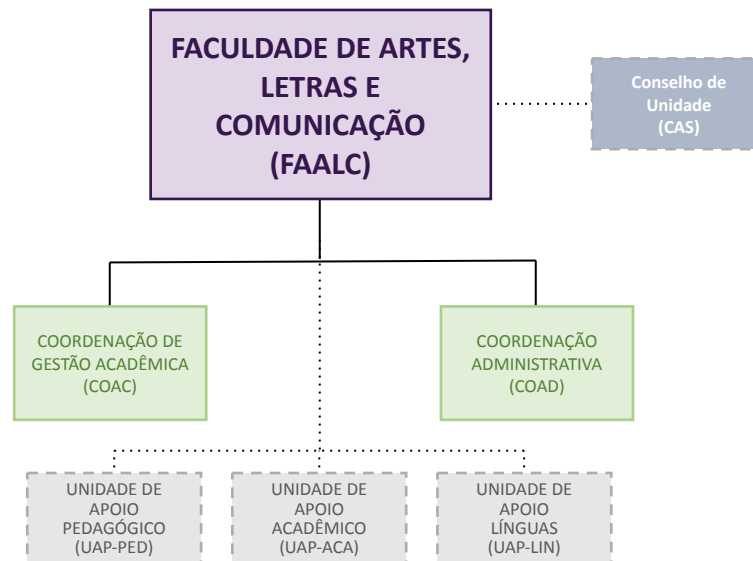 FACULDADE DE ARTES,
LETRAS E
COMUNICAÇÃO
(FAALC)
Conselho de
Unidade
(CAS)
COORDENAÇÃO DE
GESTÃO ACADÊMICA
(COAC)
COORDENAÇÃO
ADMINISTRATIVA
(COAD)
UNIDADE DE
APOIO
PEDAGÓGICO
(UAP-PED)
UNIDADE DE
APOIO
ACADÊMICO
(UAP-ACA)
UNIDADE DE
APOIO
LÍNGUAS
(UAP-LIN)